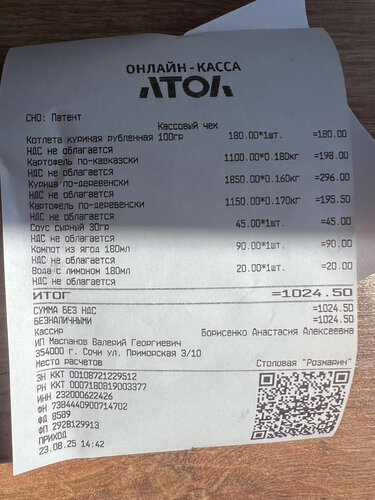 ОНЛАЙН-КАССА
АТОЛ
СНО: Патент
Кассовый чек
Котлета куриная рубленная 100гр 180.00*1шт. =180.00
НДС не облагается
Картофель по-кавказски 1100.00*0.180кг =198.00
НДС не облагается
Курица по-деревенски 1850.00*0.160кг =296.00
НДС не облагается
Картофель по-деревенски 1150.00*0.170кг =195.50
НДС не облагается
Соус сырный 30гр 45.00*1шт. =45.00
НДС не облагается
Компот из ягод 180мл 90.00*1шт. =90.00
НДС не облагается
Вода с лимоном 180мл 20.00*1шт. =20.00
НДС не облагается
ИТОГ =1024.50
СУММА БЕЗ НДС =1024.50
БЕЗНАЛИЧНЫМИ =1024.50
Кассир Борисенко Анастасия Алексеевна
ИП Маспанов Валерий Георгиевич
354000 г. Сочи ул. Приморская 3/10
Место расчетов Столовая "Розмарин"
ЗН ККТ 00108721229512
РН ККТ 0007180819003377
ИНН 232000622426
ФН 7384440900714702
ФД 8589
ФП 2928129913
ПРИХОД
23.08.25 14:42